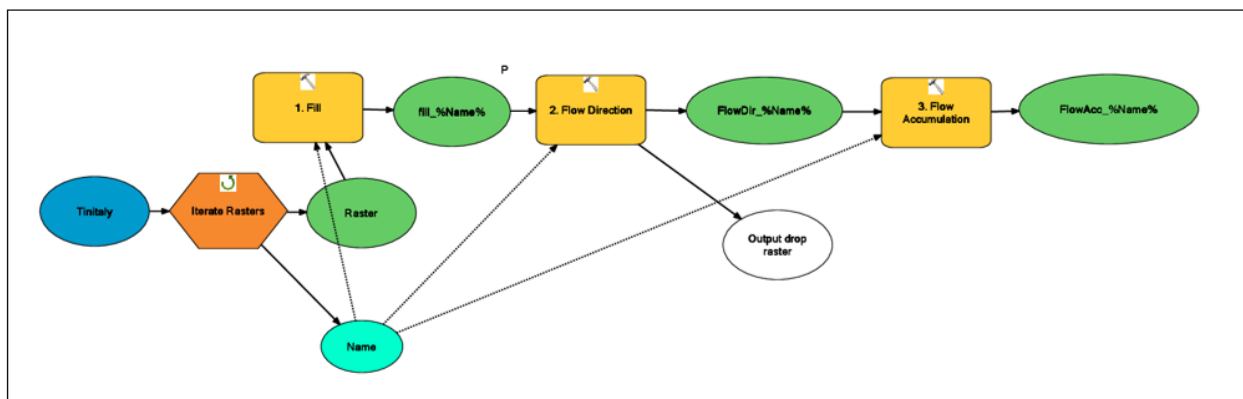 P
1. Fill
fill_%Name%
2. Flow Direction
FlowDir_%Name%
3. Flow
Accumulation
FlowAcc_%Name%
Tinitaly
Iterate Rasters
Raster
Output drop
raster
Name